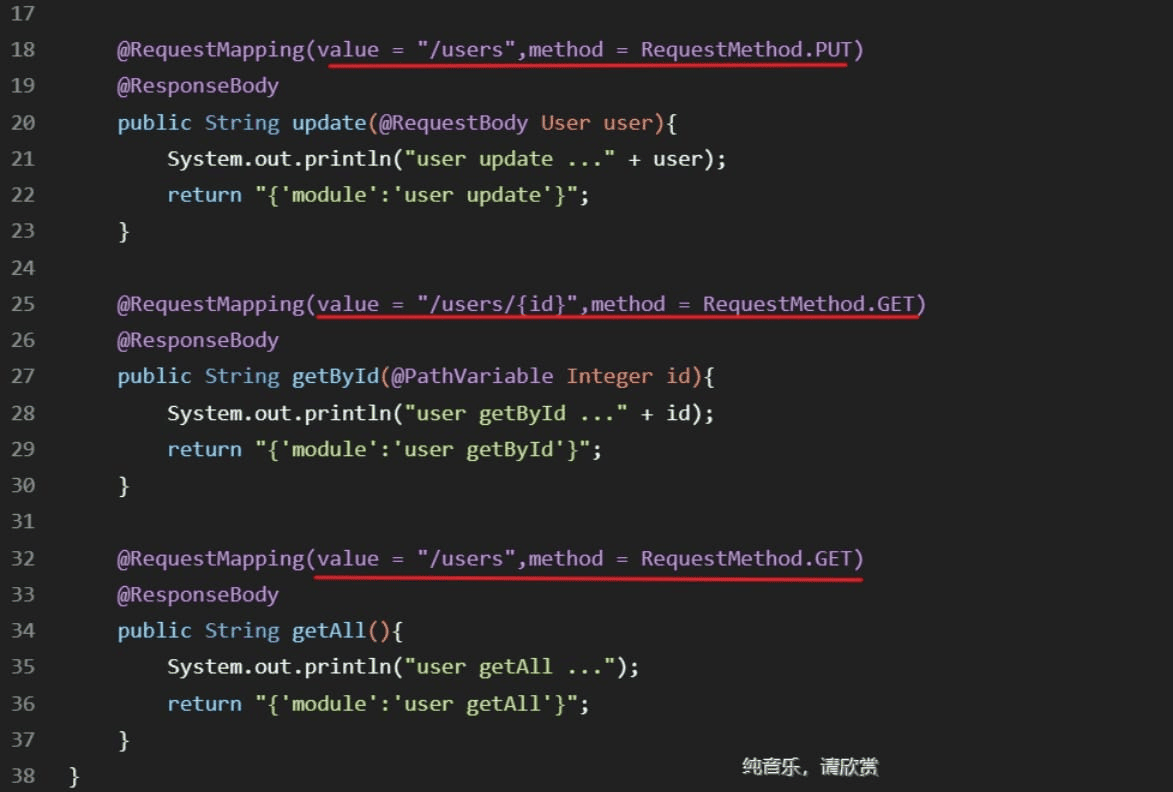 17
18 @RequestMapping(value = "/users",method = RequestMethod.PUT)
19 @ResponseBody
20 public String update(@RequestBody User user){
21 System.out.println("user update ..." + user);
22 return "{'module':'user update'}";
23 }
24
25 @RequestMapping(value = "/users/{id}",method = RequestMethod.GET)
26 @ResponseBody
27 public String getById(@PathVariable Integer id){
28 System.out.println("user getById ..." + id);
29 return "{'module':'user getById'}";
30 }
31
32 @RequestMapping(value = "/users",method = RequestMethod.GET)
33 @ResponseBody
34 public String getAll(){
35 System.out.println("user getAll ...");
36 return "{'module':'user getAll'}";
37 }
纯音乐，请欣赏
38 }